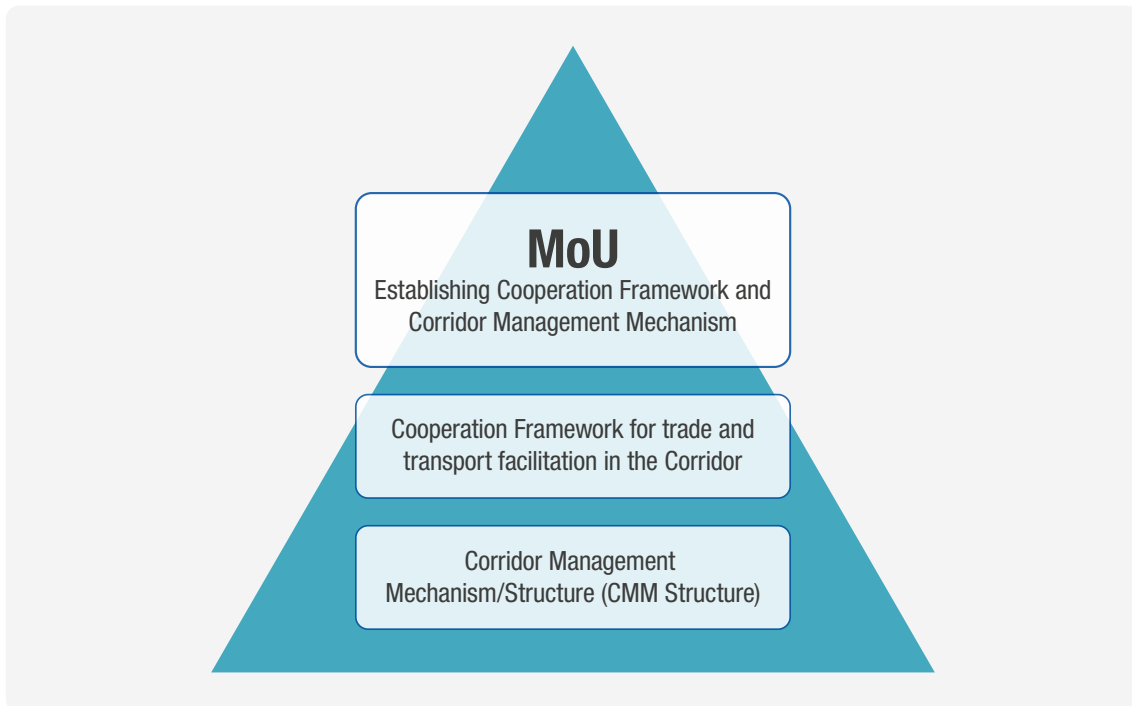 MoU
Establishing Cooperation Framework and
Corridor Management Mechanism
Cooperation Framework for trade and
transport facilitation in the Corridor
Corridor Management
Mechanism/Structure (CMM Structure)